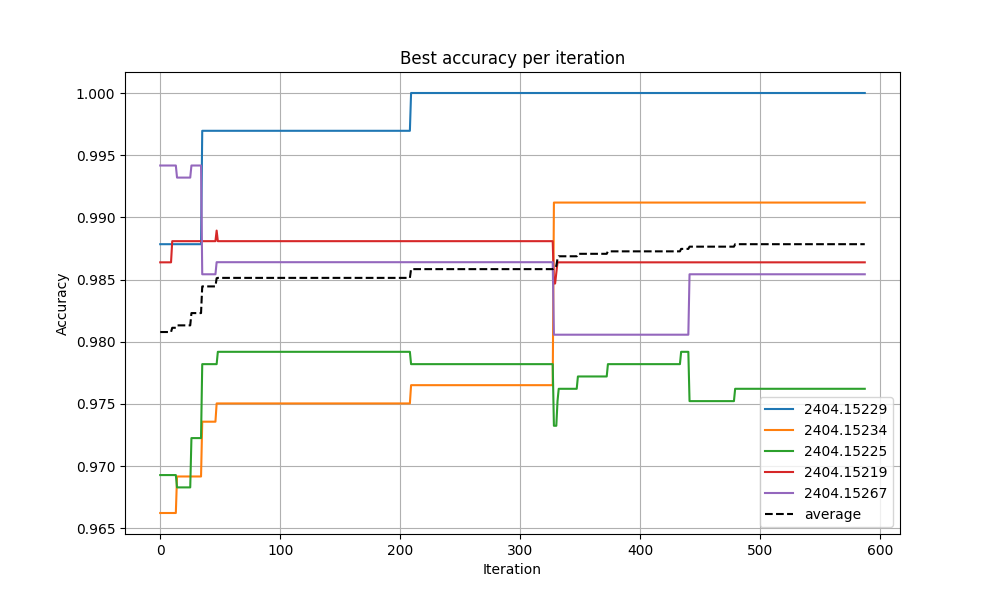 Best accuracy per iteration
Accuracy
1.000
0.995
0.990
0.985
0.980
0.975
0.970
0.965
0 100 200 300 400 500 600
Iteration
2404.15229
2404.15234
2404.15225
2404.15219
2404.15267
average